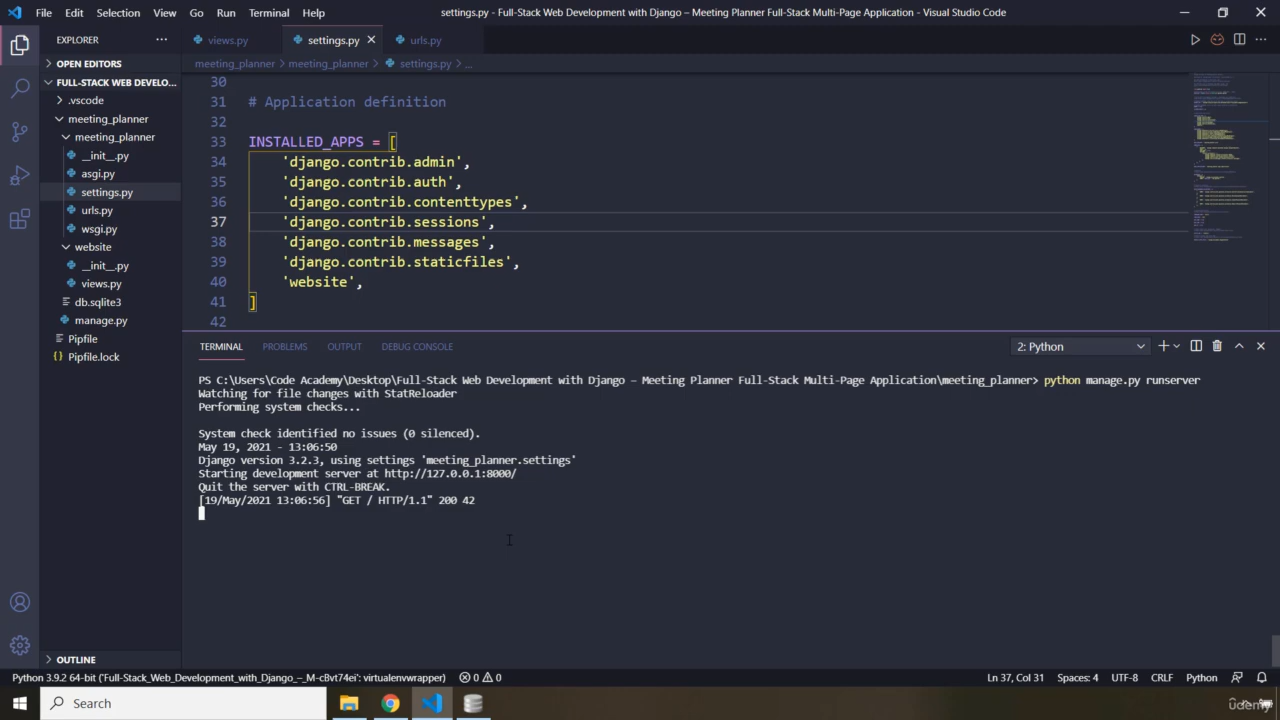 File Edit Selection View Go Run Terminal Help
settings.py - Full-Stack Web Development with Django – Meeting Planner Full-Stack Multi-Page Application - Visual Studio Code
EXPLORER
OPEN EDITORS
FULL-STACK WEB DEVELO...
.vscode
meeting_planner
meeting_planner
__init__.py
asgi.py
settings.py
urls.py
wsgi.py
website
__init__.py
views.py
db.sqlite3
manage.py
Pipfile
Pipfile.lock
OUTLINE
views.py settings.py urls.py
meeting_planner > meeting_planner > settings.py > ...
30
31 # Application definition
32
33 INSTALLED_APPS = [
34 'django.contrib.admin',
35 'django.contrib.auth',
36 'django.contrib.contenttypes',
37 'django.contrib.sessions',
38 'django.contrib.messages',
39 'django.contrib.staticfiles',
40 'website',
41 ]
42
TERMINAL PROBLEMS OUTPUT DEBUG CONSOLE 2: Python
PS C:\Users\Code Academy\Desktop\Full-Stack Web Development with Django – Meeting Planner Full-Stack Multi-Page Application\meeting_planner> python manage.py runserver
Watching for file changes with StatReloader
Performing system checks...
System check identified no issues (0 silenced).
May 19, 2021 - 13:06:50
Django version 3.2.3, using settings 'meeting_planner.settings'
Starting development server at http://127.0.0.1:8000/
Quit the server with CTRL-BREAK.
[19/May/2021 13:06:56] "GET / HTTP/1.1" 200 42
Python 3.9.2 64-bit ('Full-Stack_Web_Development_with_Django_–_M-c8vt74ei': virtualenvwrapper) 0 0 Ln 37, Col 31 Spaces: 4 UTF-8 CRLF Python
Search
udemy